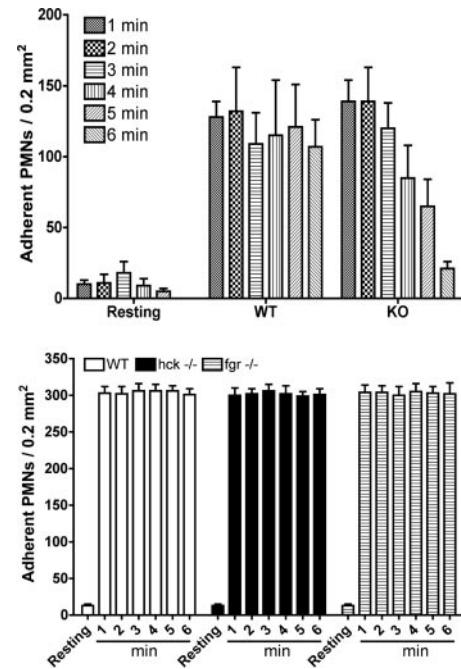 200
150
100
50
0
Adherent PMNs / 0.2 mm²
1 min
2 min
3 min
4 min
5 min
6 min
Resting WT KO
350
300
250
200
150
100
50
0
Adherent PMNs / 0.2 mm²
WT hck -/- fgr -/-
Resting 1 2 3 4 5 6 Resting 1 2 3 4 5 6 Resting 1 2 3 4 5 6
min min min